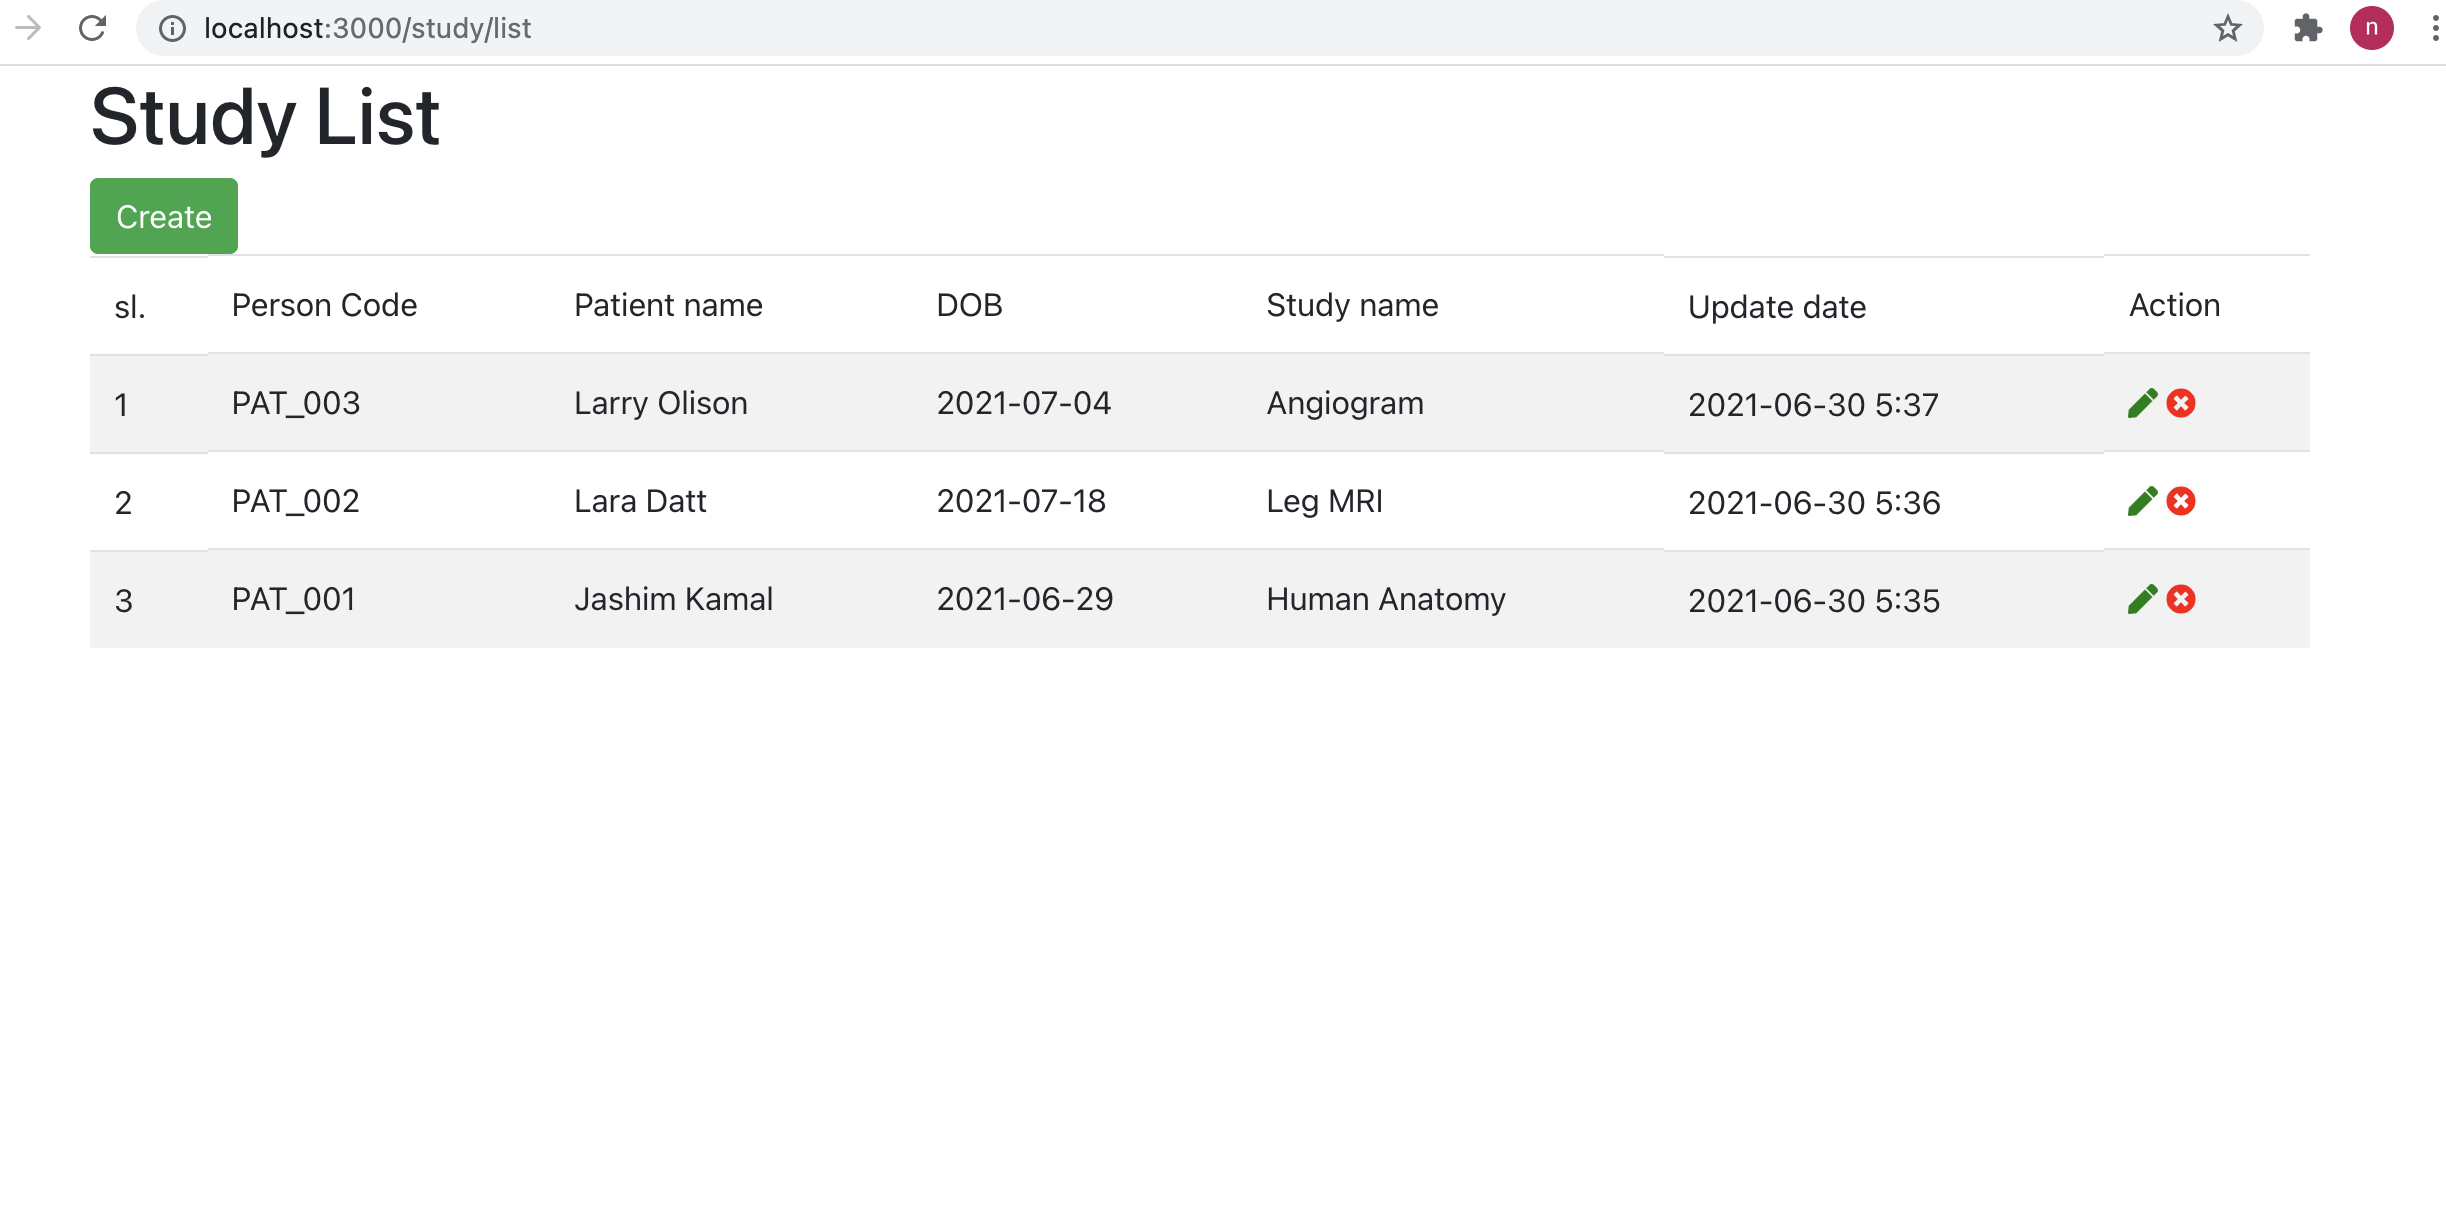 localhost:3000/study/list
n
Study List
Create
sl. Person Code Patient name DOB Study name Update date Action
1 PAT_003 Larry Olison 2021-07-04 Angiogram 2021-06-30 5:37
2 PAT_002 Lara Datt 2021-07-18 Leg MRI 2021-06-30 5:36
3 PAT_001 Jashim Kamal 2021-06-29 Human Anatomy 2021-06-30 5:35